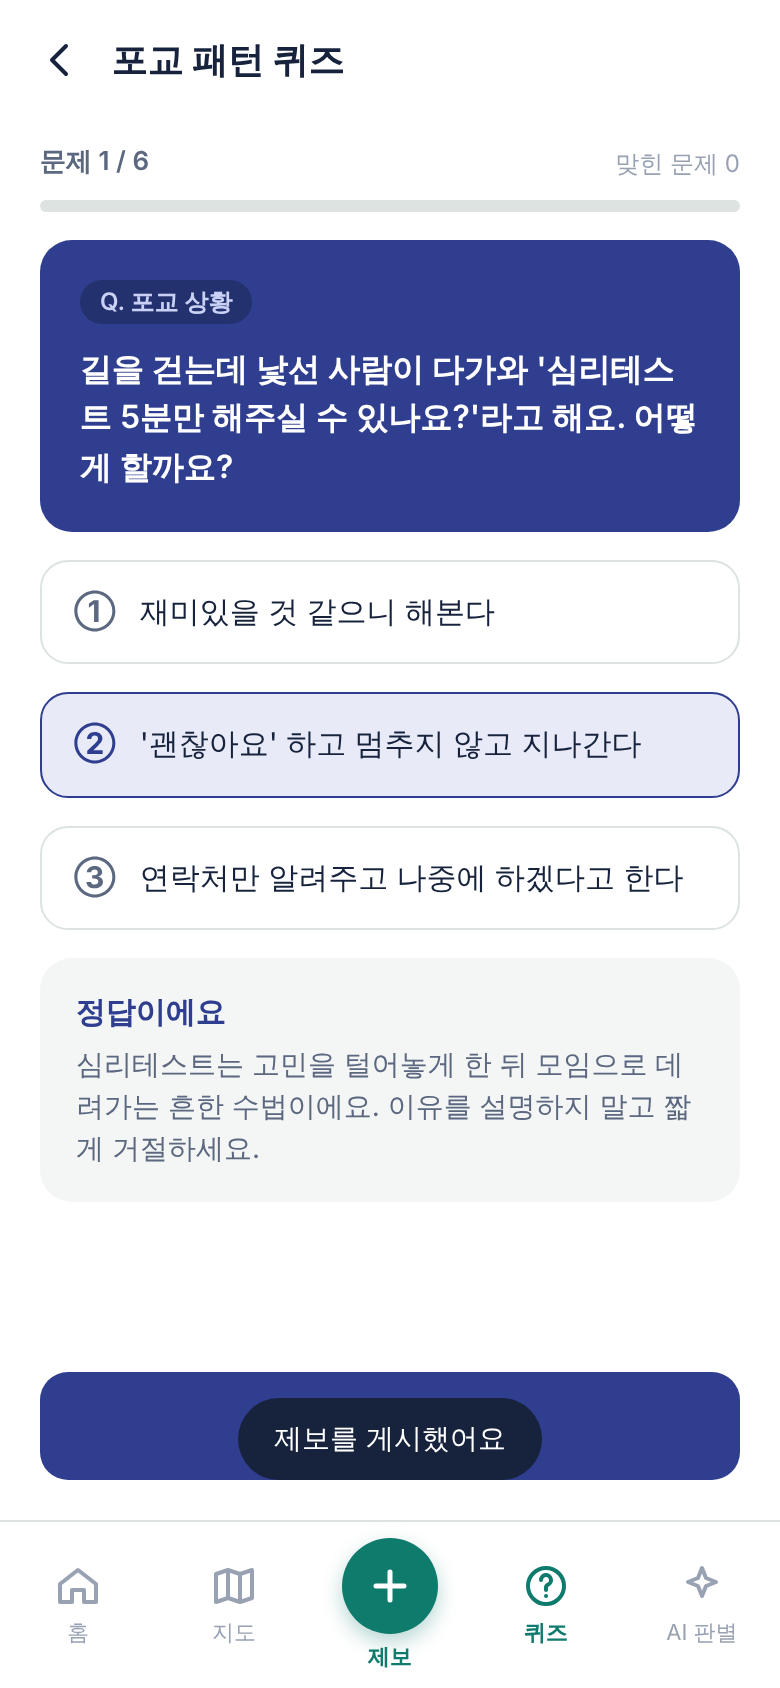 포교 패턴 퀴즈
문제 1 / 6
맞힌 문제 0
Q. 포교 상황
길을 걷는데 낯선 사람이 다가와 '심리테스
트 5분만 해주실 수 있나요?'라고 해요. 어떻
게 할까요?
① 재미있을 것 같으니 해본다
② '괜찮아요' 하고 멈추지 않고 지나간다
③ 연락처만 알려주고 나중에 하겠다고 한다
정답이에요
심리테스트는 고민을 털어놓게 한 뒤 모임으로 데
려가는 흔한 수법이에요. 이유를 설명하지 말고 짧
게 거절하세요.
제보를 게시했어요
홈
지도
제보
퀴즈
AI 판별